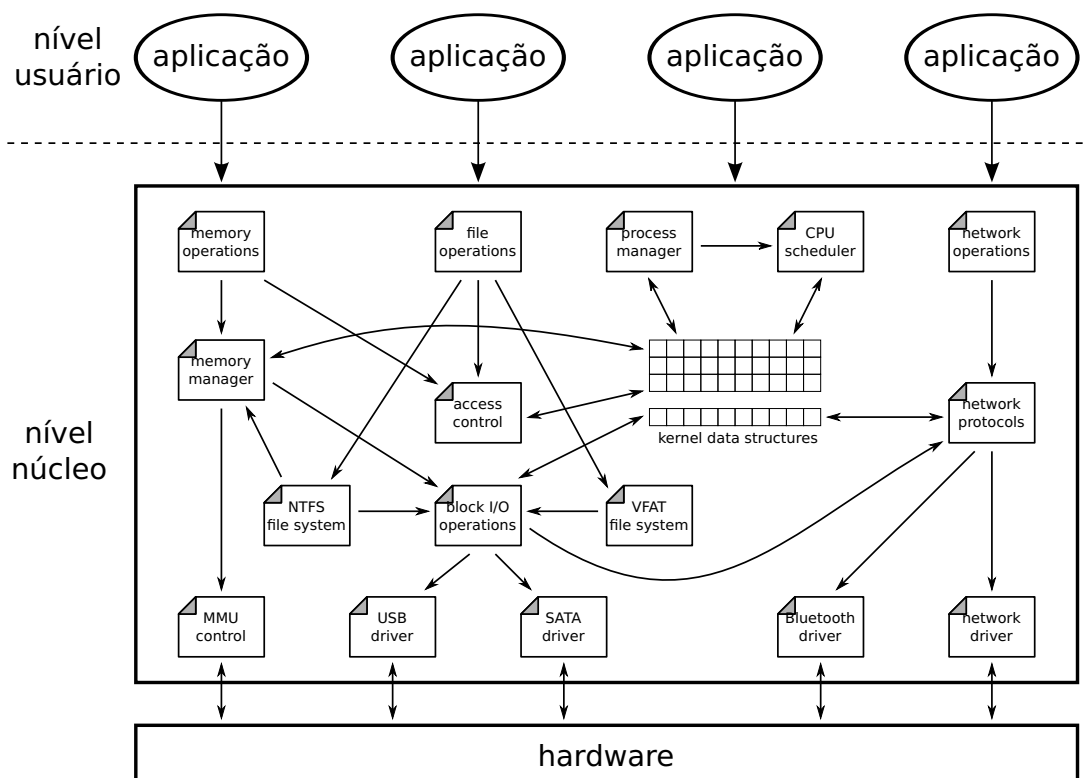 nível
usuário
aplicação
aplicação
aplicação
aplicação
memory
operations
file
operations
process
manager
CPU
scheduler
network
operations
memory
manager
access
control
kernel data structures
network
protocols
nível
núcleo
NTFS
file system
block I/O
operations
VFAT
file system
MMU
control
USB
driver
SATA
driver
Bluetooth
driver
network
driver
hardware